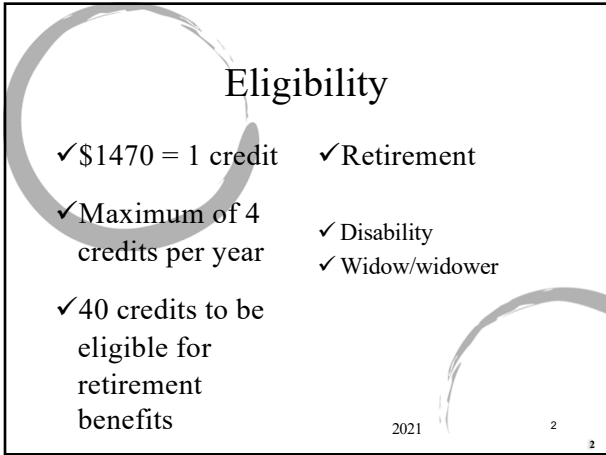 Eligibility
✓$1470 = 1 credit
✓Maximum of 4
credits per year
✓40 credits to be
eligible for
retirement
benefits
✓Retirement
✓Disability
✓Widow/widower
2021
2
2